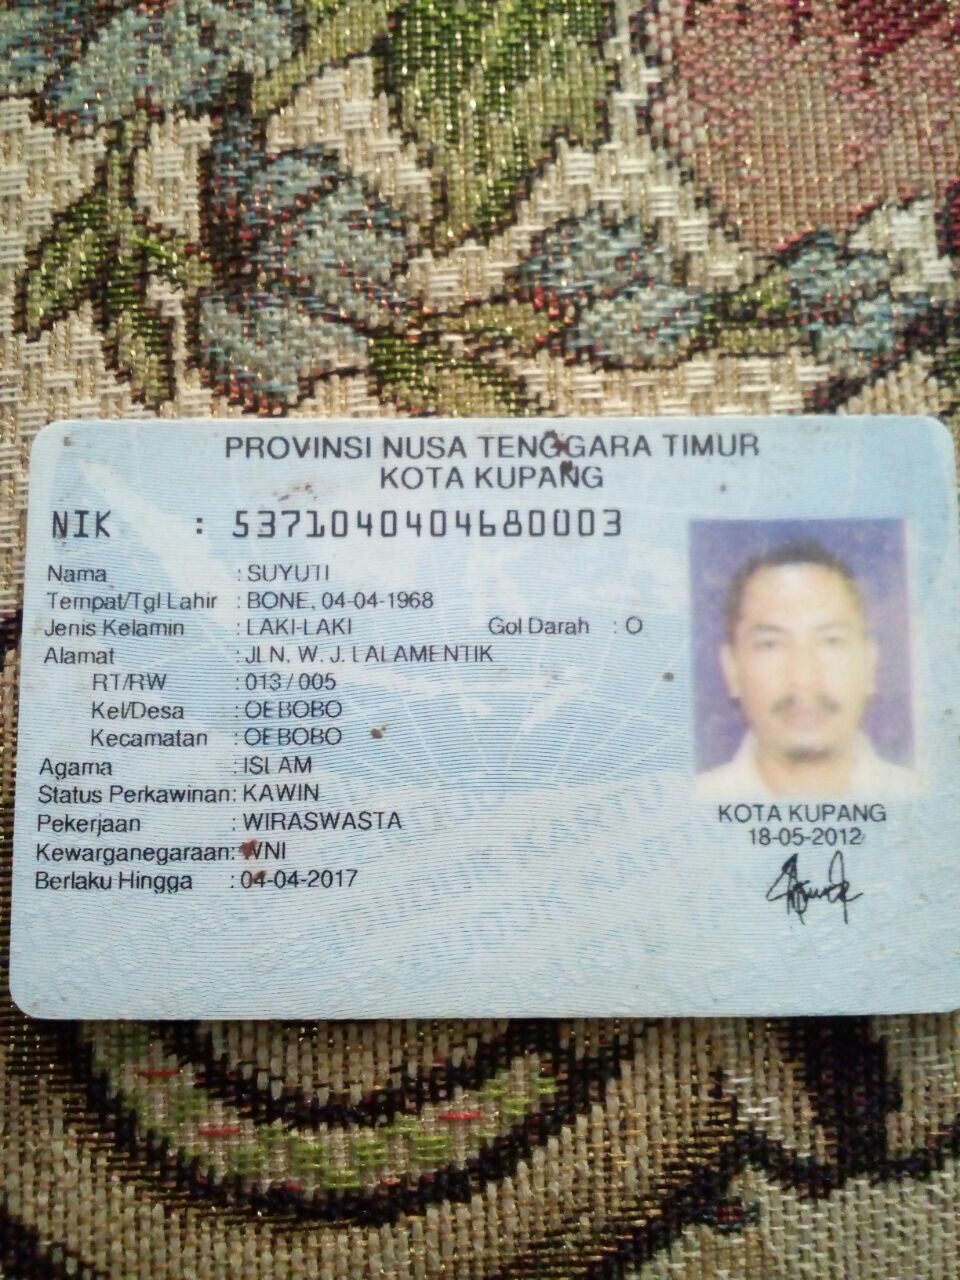 PROVINSI NUSA TENGGARA TIMUR
KOTA KUPANG
NIK : 5371040404680003
Nama : SUYUTI
Tempat/Tgl Lahir : BONE, 04-04-1968
Jenis Kelamin : LAKI-LAKI Gol Darah : O
Alamat : JLN. W. J. LALAMENTIK
RT/RW : 013 / 005
Kel/Desa : OEBOBO
Kecamatan : OEBOBO
Agama : ISLAM
Status Perkawinan: KAWIN
Pekerjaan : WIRASWASTA
Kewarganegaraan: WNI
Berlaku Hingga : 04-04-2017
KOTA KUPANG
18-05-2012